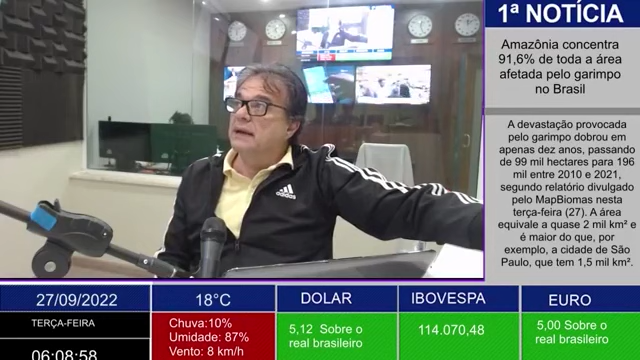 1ª NOTÍCIA
Amazônia concentra
91,6% de toda a área
afetada pelo garimpo
no Brasil
A devastação provocada
pelo garimpo dobrou em
apenas dez anos, passando
de 99 mil hectares para 196
mil entre 2010 e 2021,
segundo relatório divulgado
pelo MapBiomas nesta
terça-feira (27). A área
equivale a quase 2 mil km² e
é maior do que, por
exemplo, a cidade de São
Paulo, que tem 1,5 mil km².
adidas
27/09/2022
18°C
DOLAR
IBOVESPA
EURO
TERÇA-FEIRA
06:08:58
Chuva:10%
Umidade: 87%
Vento: 8 km/h
5,12 Sobre o
real brasileiro
114.070,48
5,00 Sobre o
real brasileiro